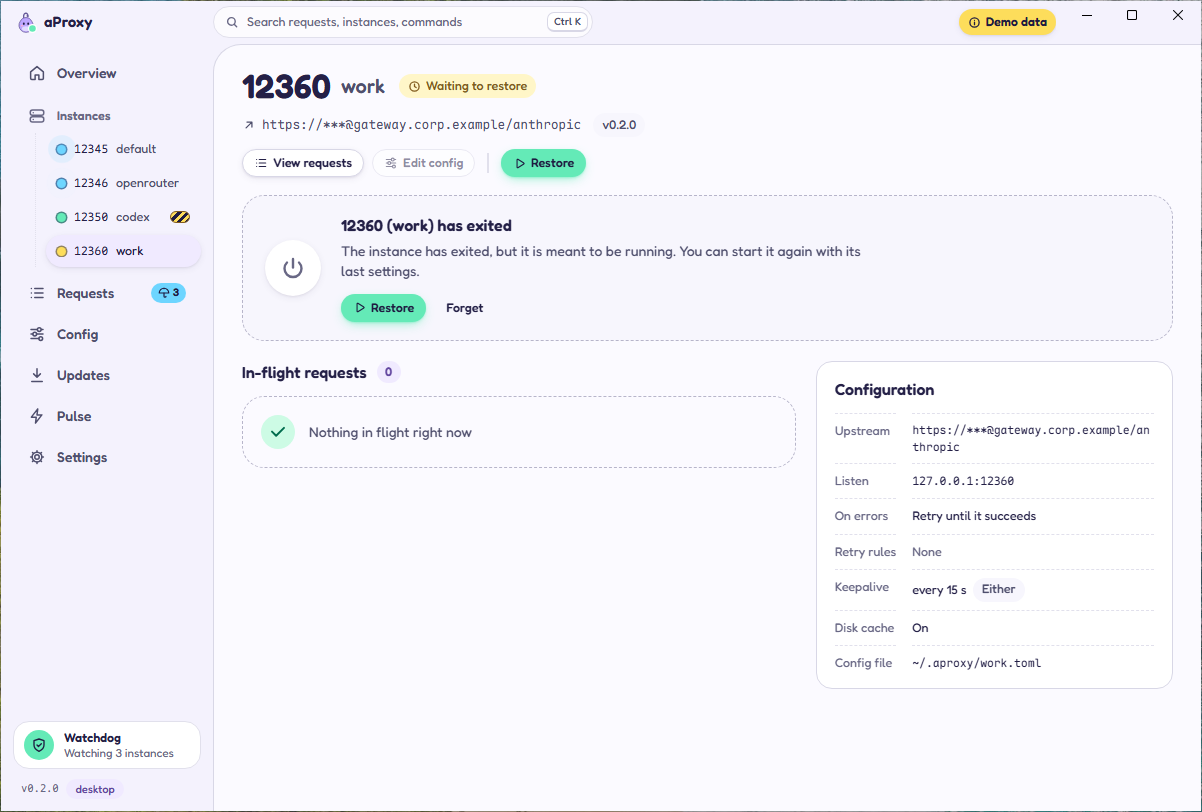 aProxy
Search requests, instances, commands
Ctrl K
Demo data
Overview
Instances
12345 default
12346 openrouter
12350 codex
12360 work
Requests
3
Config
Updates
Pulse
Settings
Watchdog
Watching 3 instances
v0.2.0 desktop
12360 work
Waiting to restore
https://***@gateway.corp.example/anthropic
v0.2.0
View requests
Edit config
Restore
12360 (work) has exited
The instance has exited, but it is meant to be running. You can start it again with its
last settings.
Restore
Forget
In-flight requests 0
Nothing in flight right now
Configuration
Upstream
https://***@gateway.corp.example/an
thropic
Listen
127.0.0.1:12360
On errors
Retry until it succeeds
Retry rules
None
Keepalive
every 15 s
Either
Disk cache
On
Config file
~/.aproxy/work.toml